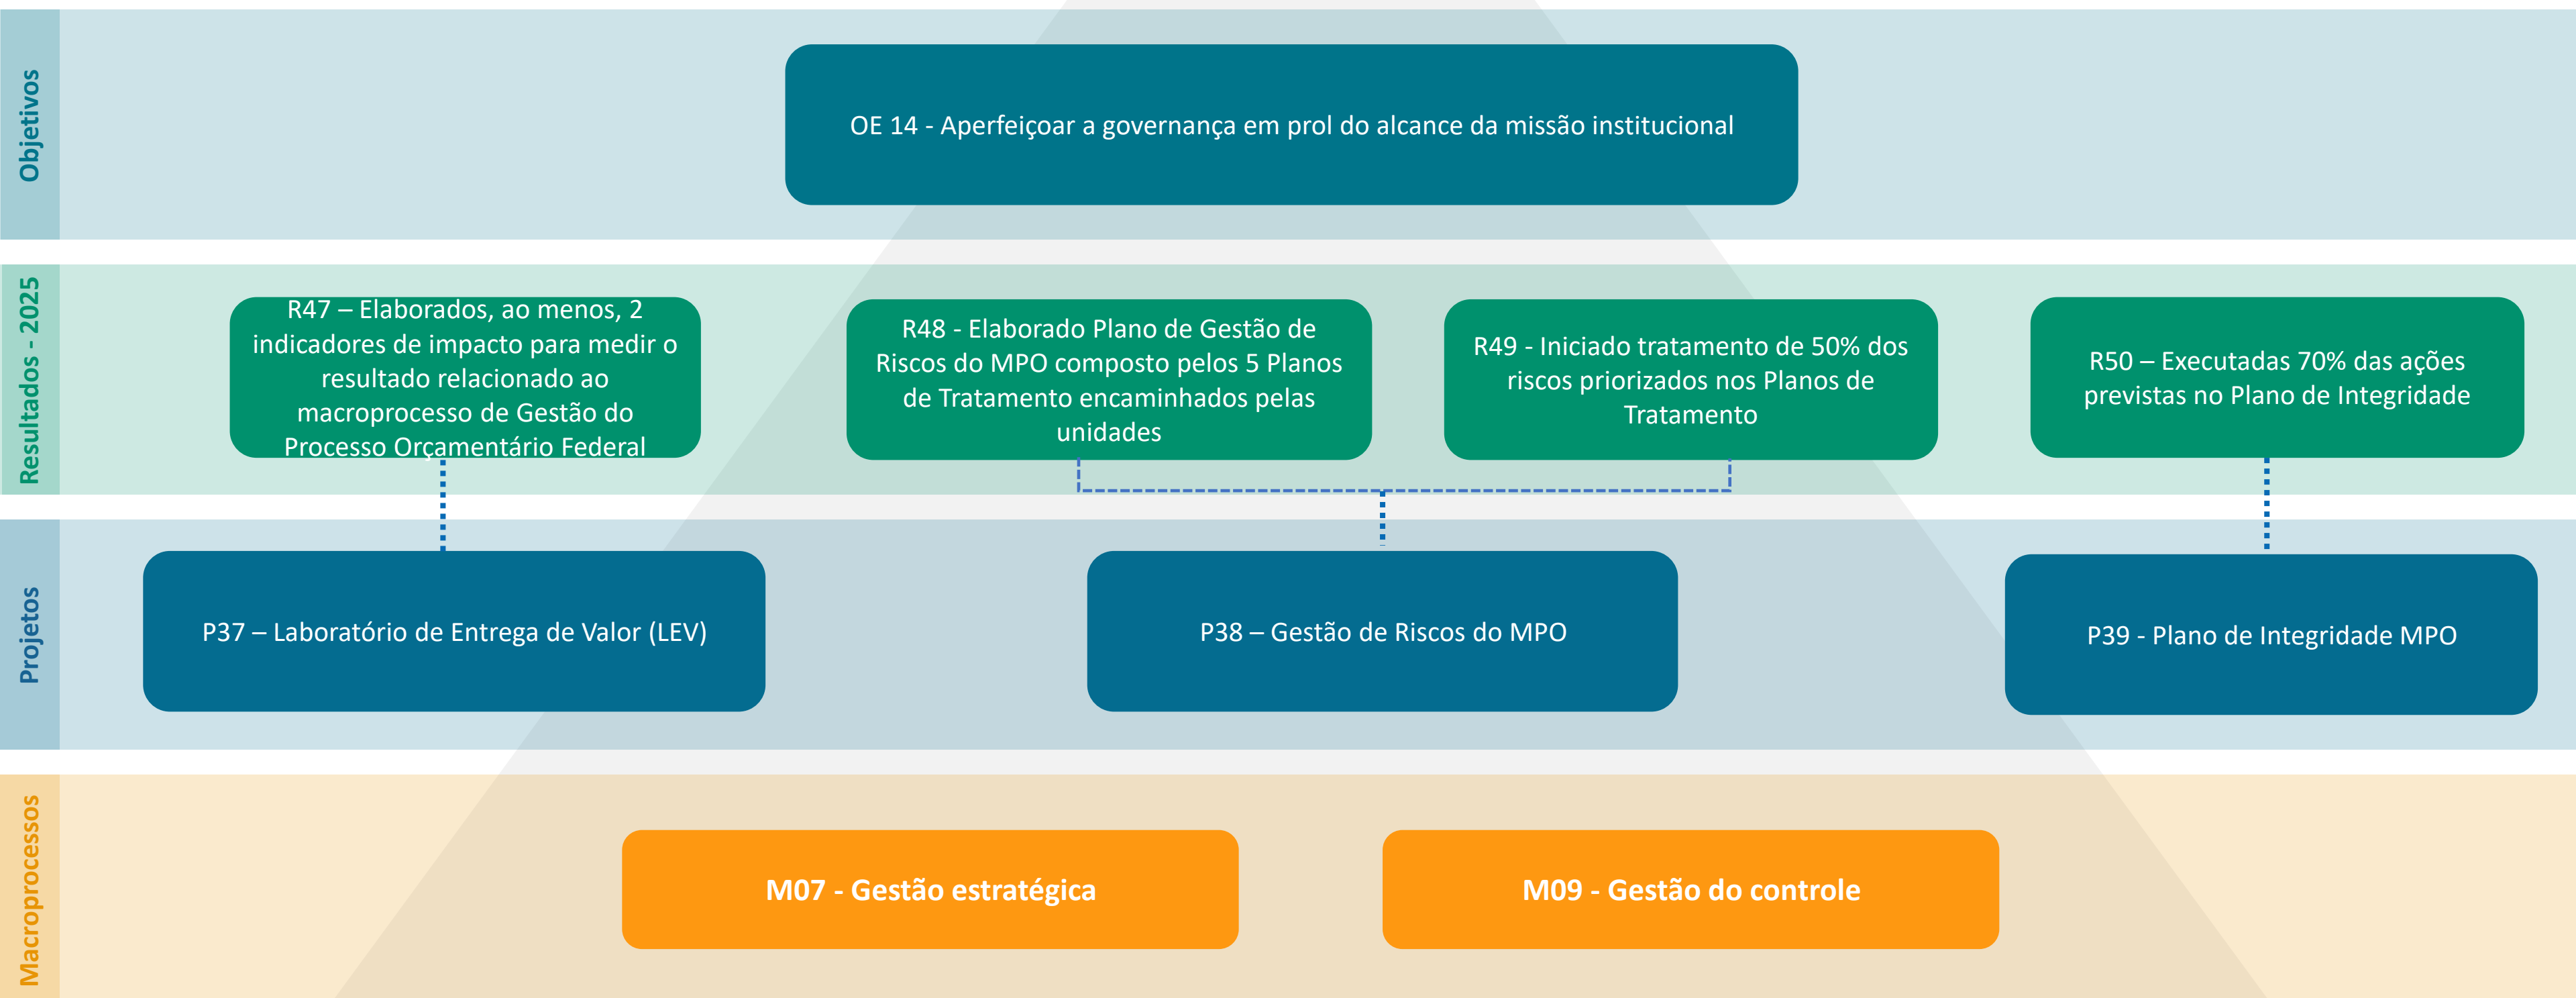 Objetivos
OE 14 - Aperfeiçoar a governança em prol do alcance da missão institucional
Resultados - 2025
R47 – Elaborados, ao menos, 2
indicadores de impacto para medir o
resultado relacionado ao
macroprocesso de Gestão do
Processo Orçamentário Federal
R48 - Elaborado Plano de Gestão de
Riscos do MPO composto pelos 5 Planos
de Tratamento encaminhados pelas
unidades
R49 - Iniciado tratamento de 50% dos
riscos priorizados nos Planos de
Tratamento
R50 – Executadas 70% das ações
previstas no Plano de Integridade
Projetos
P37 – Laboratório de Entrega de Valor (LEV)
P38 – Gestão de Riscos do MPO
P39 - Plano de Integridade MPO
Macroprocessos
M07 - Gestão estratégica
M09 - Gestão do controle